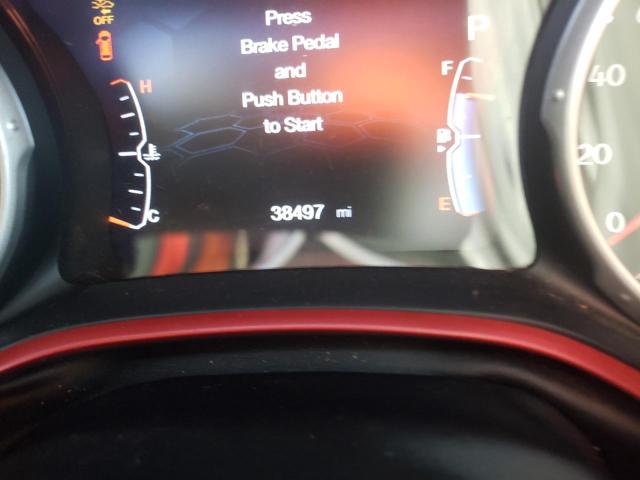 OFF
Press
Brake Pedal
and
Push Button
to Start
P
H
F
C
E
38497 mi
40
20
0